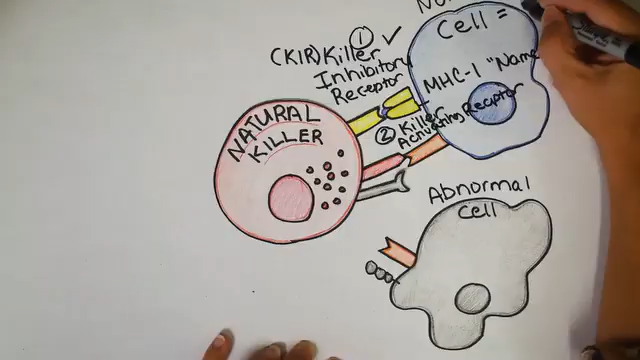 ① ✓
(KIR) Killer
Inhibitory
Receptor
Cell =
MHC-1 "Name
② Killer
Activating Receptor
NATURAL
KILLER
Abnormal
Cell